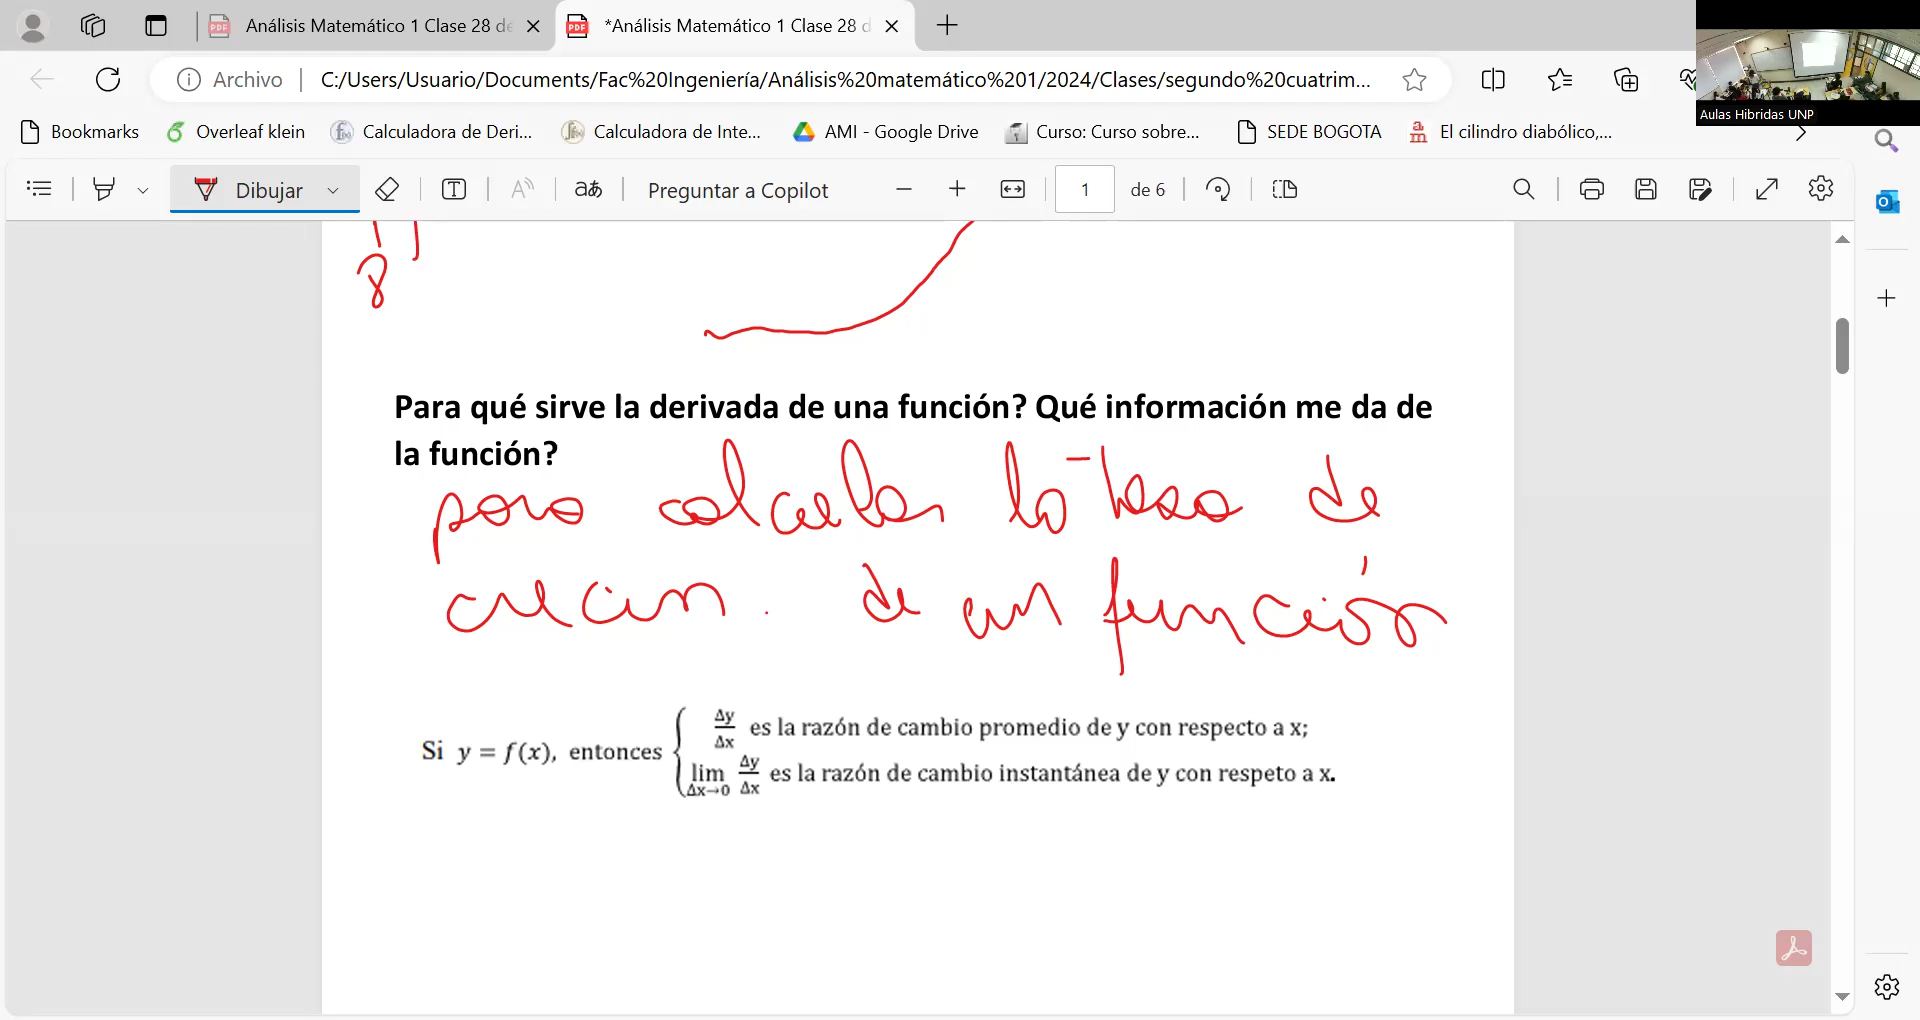 Análisis Matemático 1 Clase 28 de
*Análisis Matemático 1 Clase 28 d
Archivo
C:/Users/Usuario/Documents/Fac%20Ingeniería/Análisis%20matemático%201/2024/Clases/segundo%20cuatrim...
Aulas Hibridas UNP
Bookmarks
Overleaf klein
Calculadora de Deri...
Calculadora de Inte...
AMI - Google Drive
Curso: Curso sobre...
SEDE BOGOTA
El cilindro diabólico,...
Dibujar
Preguntar a Copilot
1 de 6
8
Para qué sirve la derivada de una función? Qué información me da de
la función?
para calcular la tasa de
crecim. de un función
Si y = f(x), entonces
Δy/Δx es la razón de cambio promedio de y con respecto a x;
lim Δx→0 Δy/Δx es la razón de cambio instantánea de y con respeto a x.